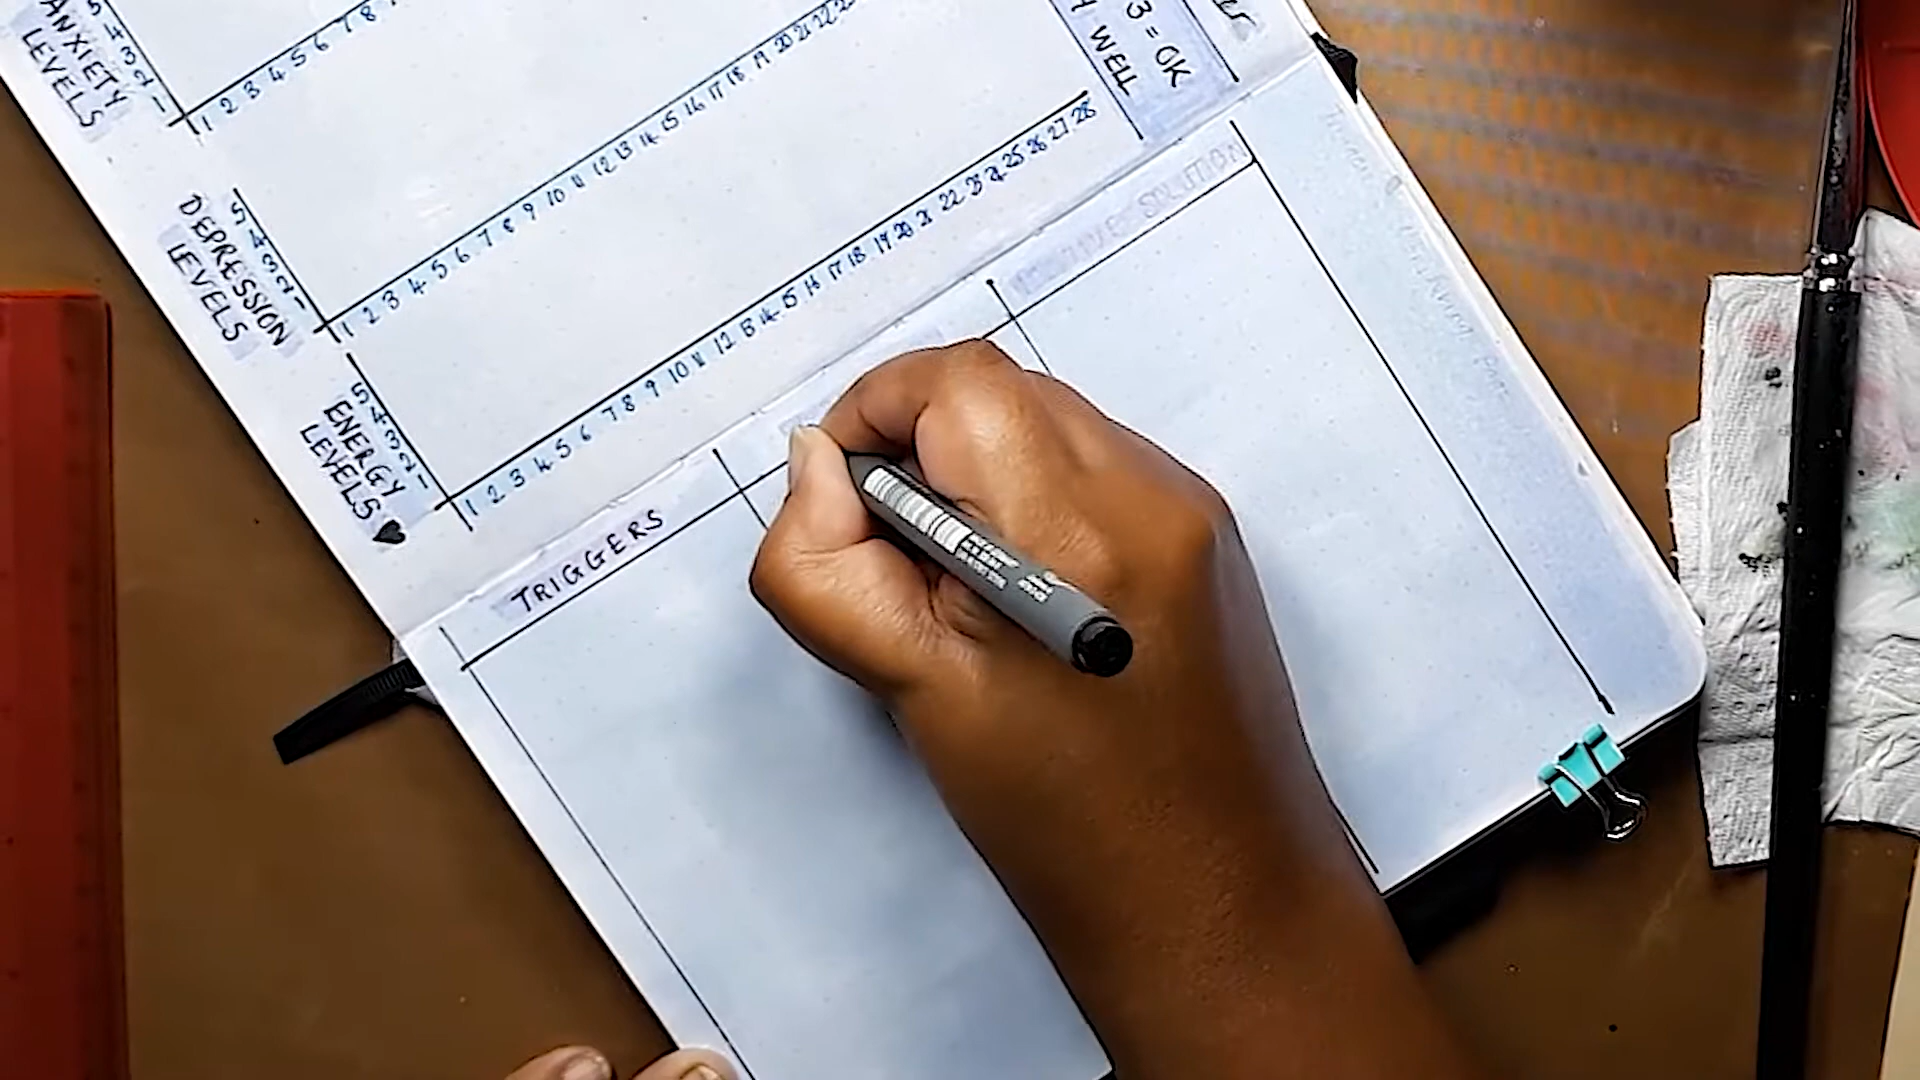 5
4
3
2
1
ANXIETY
LEVELS
1 2 3 4 5 6 7 8
3 = OK
WELL
5
4
3
2
1
DEPRESSION
LEVELS
1 2 3 4 5 6 7 8 9 10 11 12 13 14 15 16 17 18 19 20 21 22 23
5
4
3
2
1
ENERGY
LEVELS ♥
1 2 3 4 5 6 7 8 9 10 11 12 13 14 15 16 17 18 19 20 21 22 23 24 25 26 27 28
TRIGGERS
SOLUTION